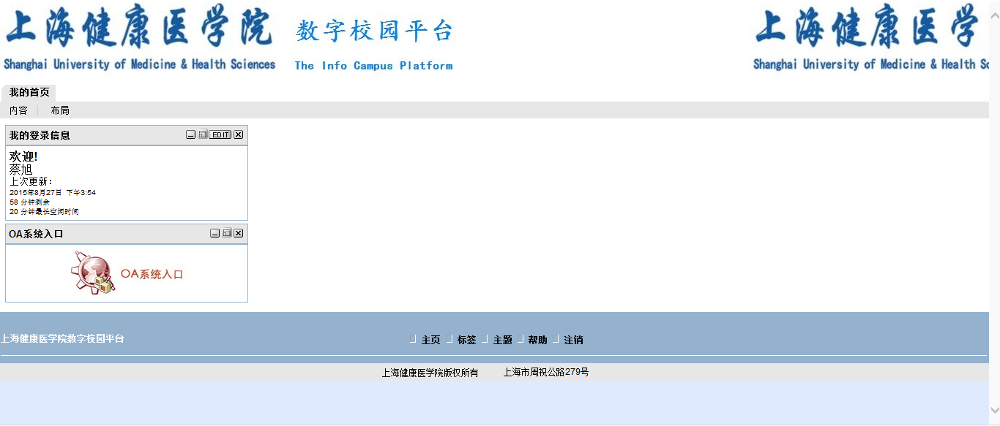 上海健康医学院 数字校园平台 上海健康医学
Shanghai University of Medicine & Health Sciences The Info Campus Platform Shanghai University of Medicine & Health Sc
我的首页
内容 布局
我的登录信息 EDIT
欢迎!
蔡旭
上次更新：
2015年8月27日 下午3:54
58 分钟剩余
20 分钟最长空闲时间
OA系统入口
OA系统入口
上海健康医学院数字校园平台 主页 标签 主题 帮助 注销
上海健康医学院版权所有 上海市周祝公路279号